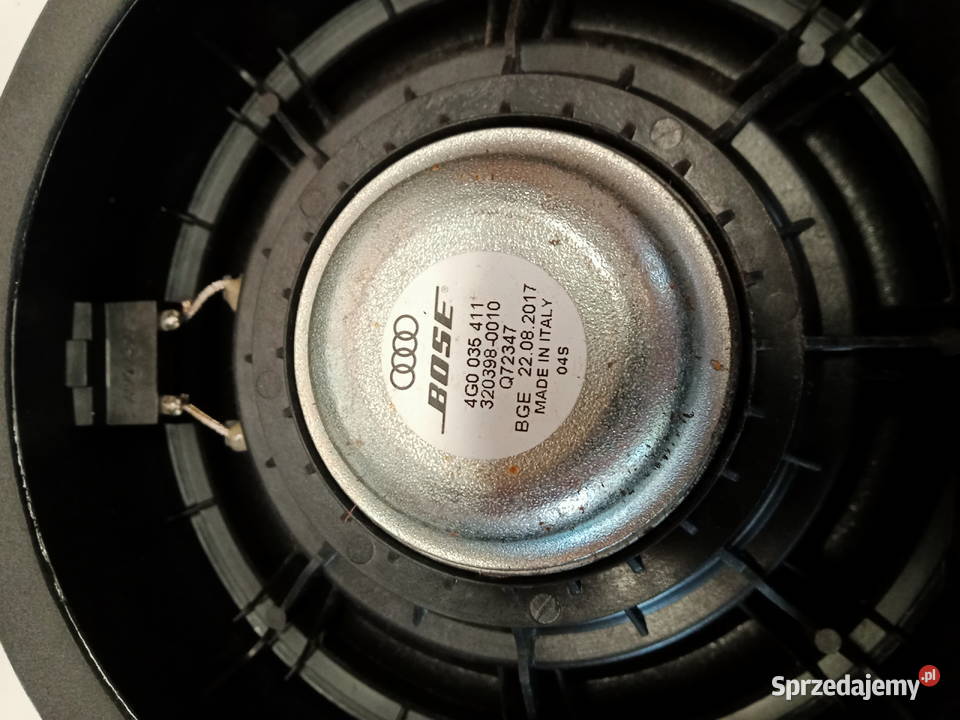 BOSE®
4G0 035 411
320398-0010
Q72347
BGE 22.08.2017
MADE IN ITALY
04S
Sprzedajemy.pl